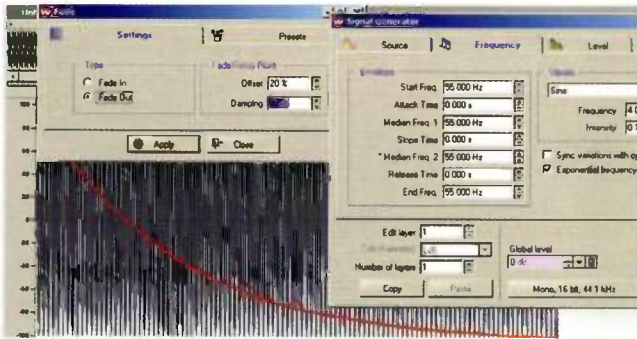 Fade
Signal Generator
Settings
Presets
Source
Frequency
Level
Type
Fade In
Fade Out
Offset 20 %
Damping
Apply
Close
Start Freq. 55 000 Hz
Attack Time 0.000 s
Median Freq. 1 55 000 Hz
Slope Time 0.000 s
* Median Freq. 2 55 000 Hz
Release Time 0.000 s
End Freq. 55 000 Hz
Sine
Frequency
Intensity
Sync variations with
Exponential frequency
Edit layer 1
Number of layers 1
Global level
0 dB
Copy
Paste
Mono, 16 bit, 44.1 kHz